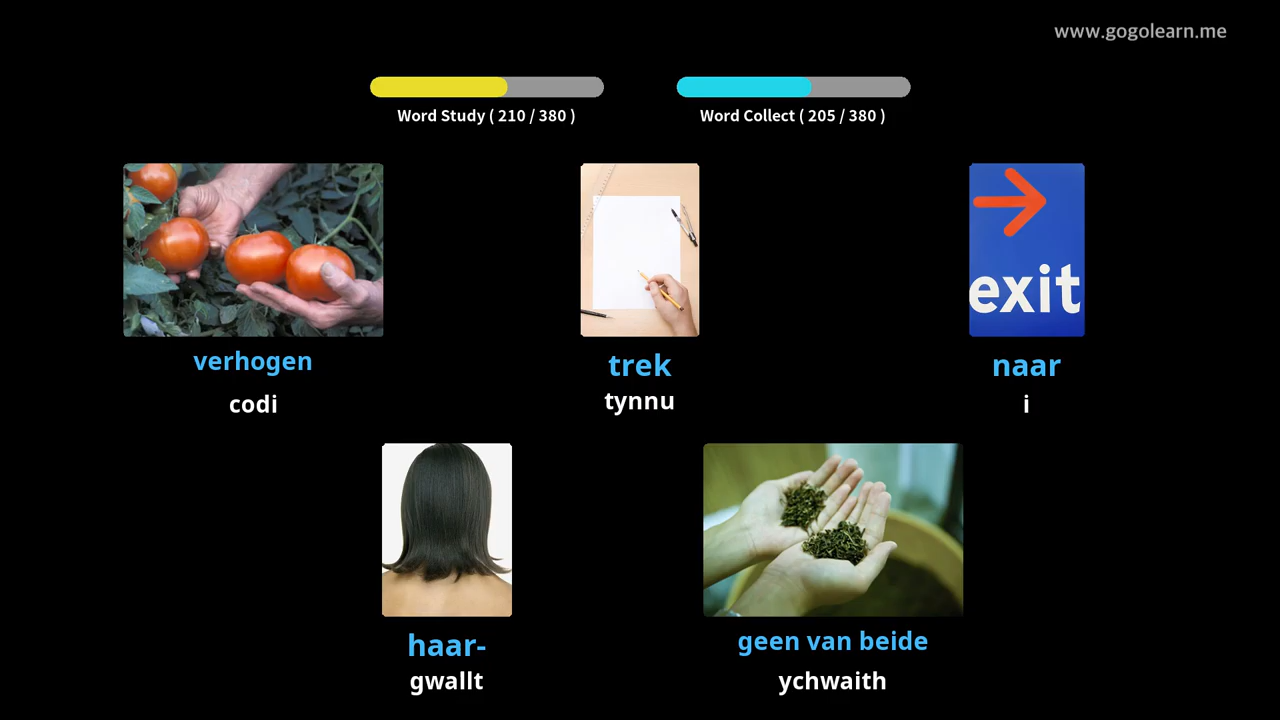 www.gogolearn.me
Word Study ( 210 / 380 )
Word Collect ( 205 / 380 )
exit
verhogen
codi
trek
tynnu
naar
i
haar-
gwallt
geen van beide
ychwaith